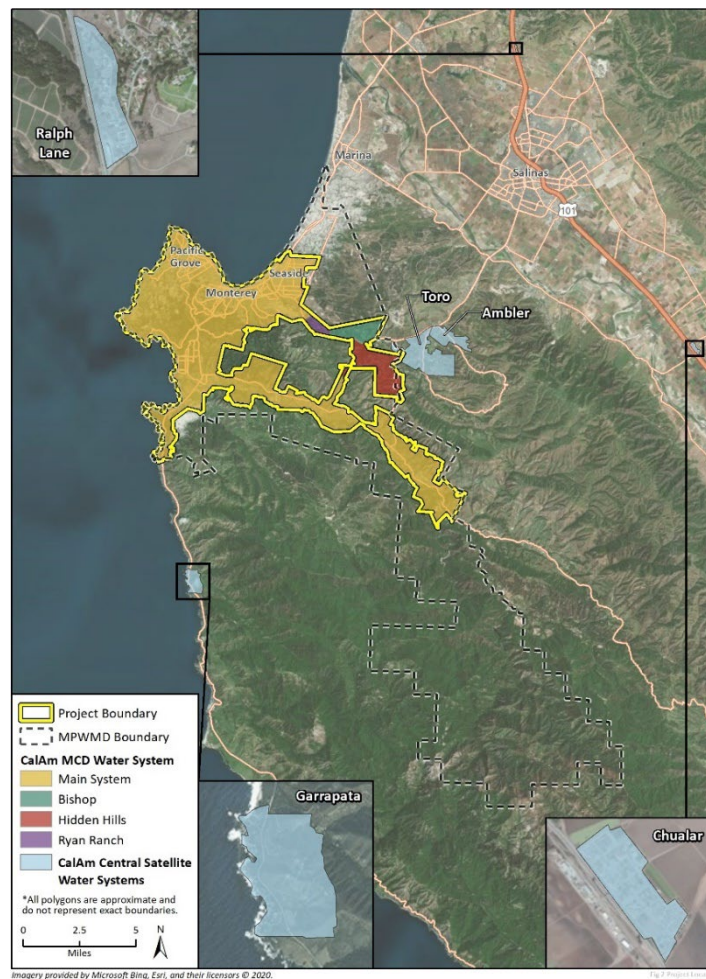 Ralph
Lane
Marina
Salinas
101
Pacific
Grove
Seaside
Monterey
Toro
Ambler
Project Boundary
MPWMD Boundary
CalAm MCD Water System
Main System
Bishop
Hidden Hills
Ryan Ranch
CalAm Central Satellite
Water Systems
*All polygons are approximate and
do not represent exact boundaries.
0 2.5 5
Miles
N
Garrapata
Chualar
Imagery provided by Microsoft Bing, Esri, and their licensors © 2020.